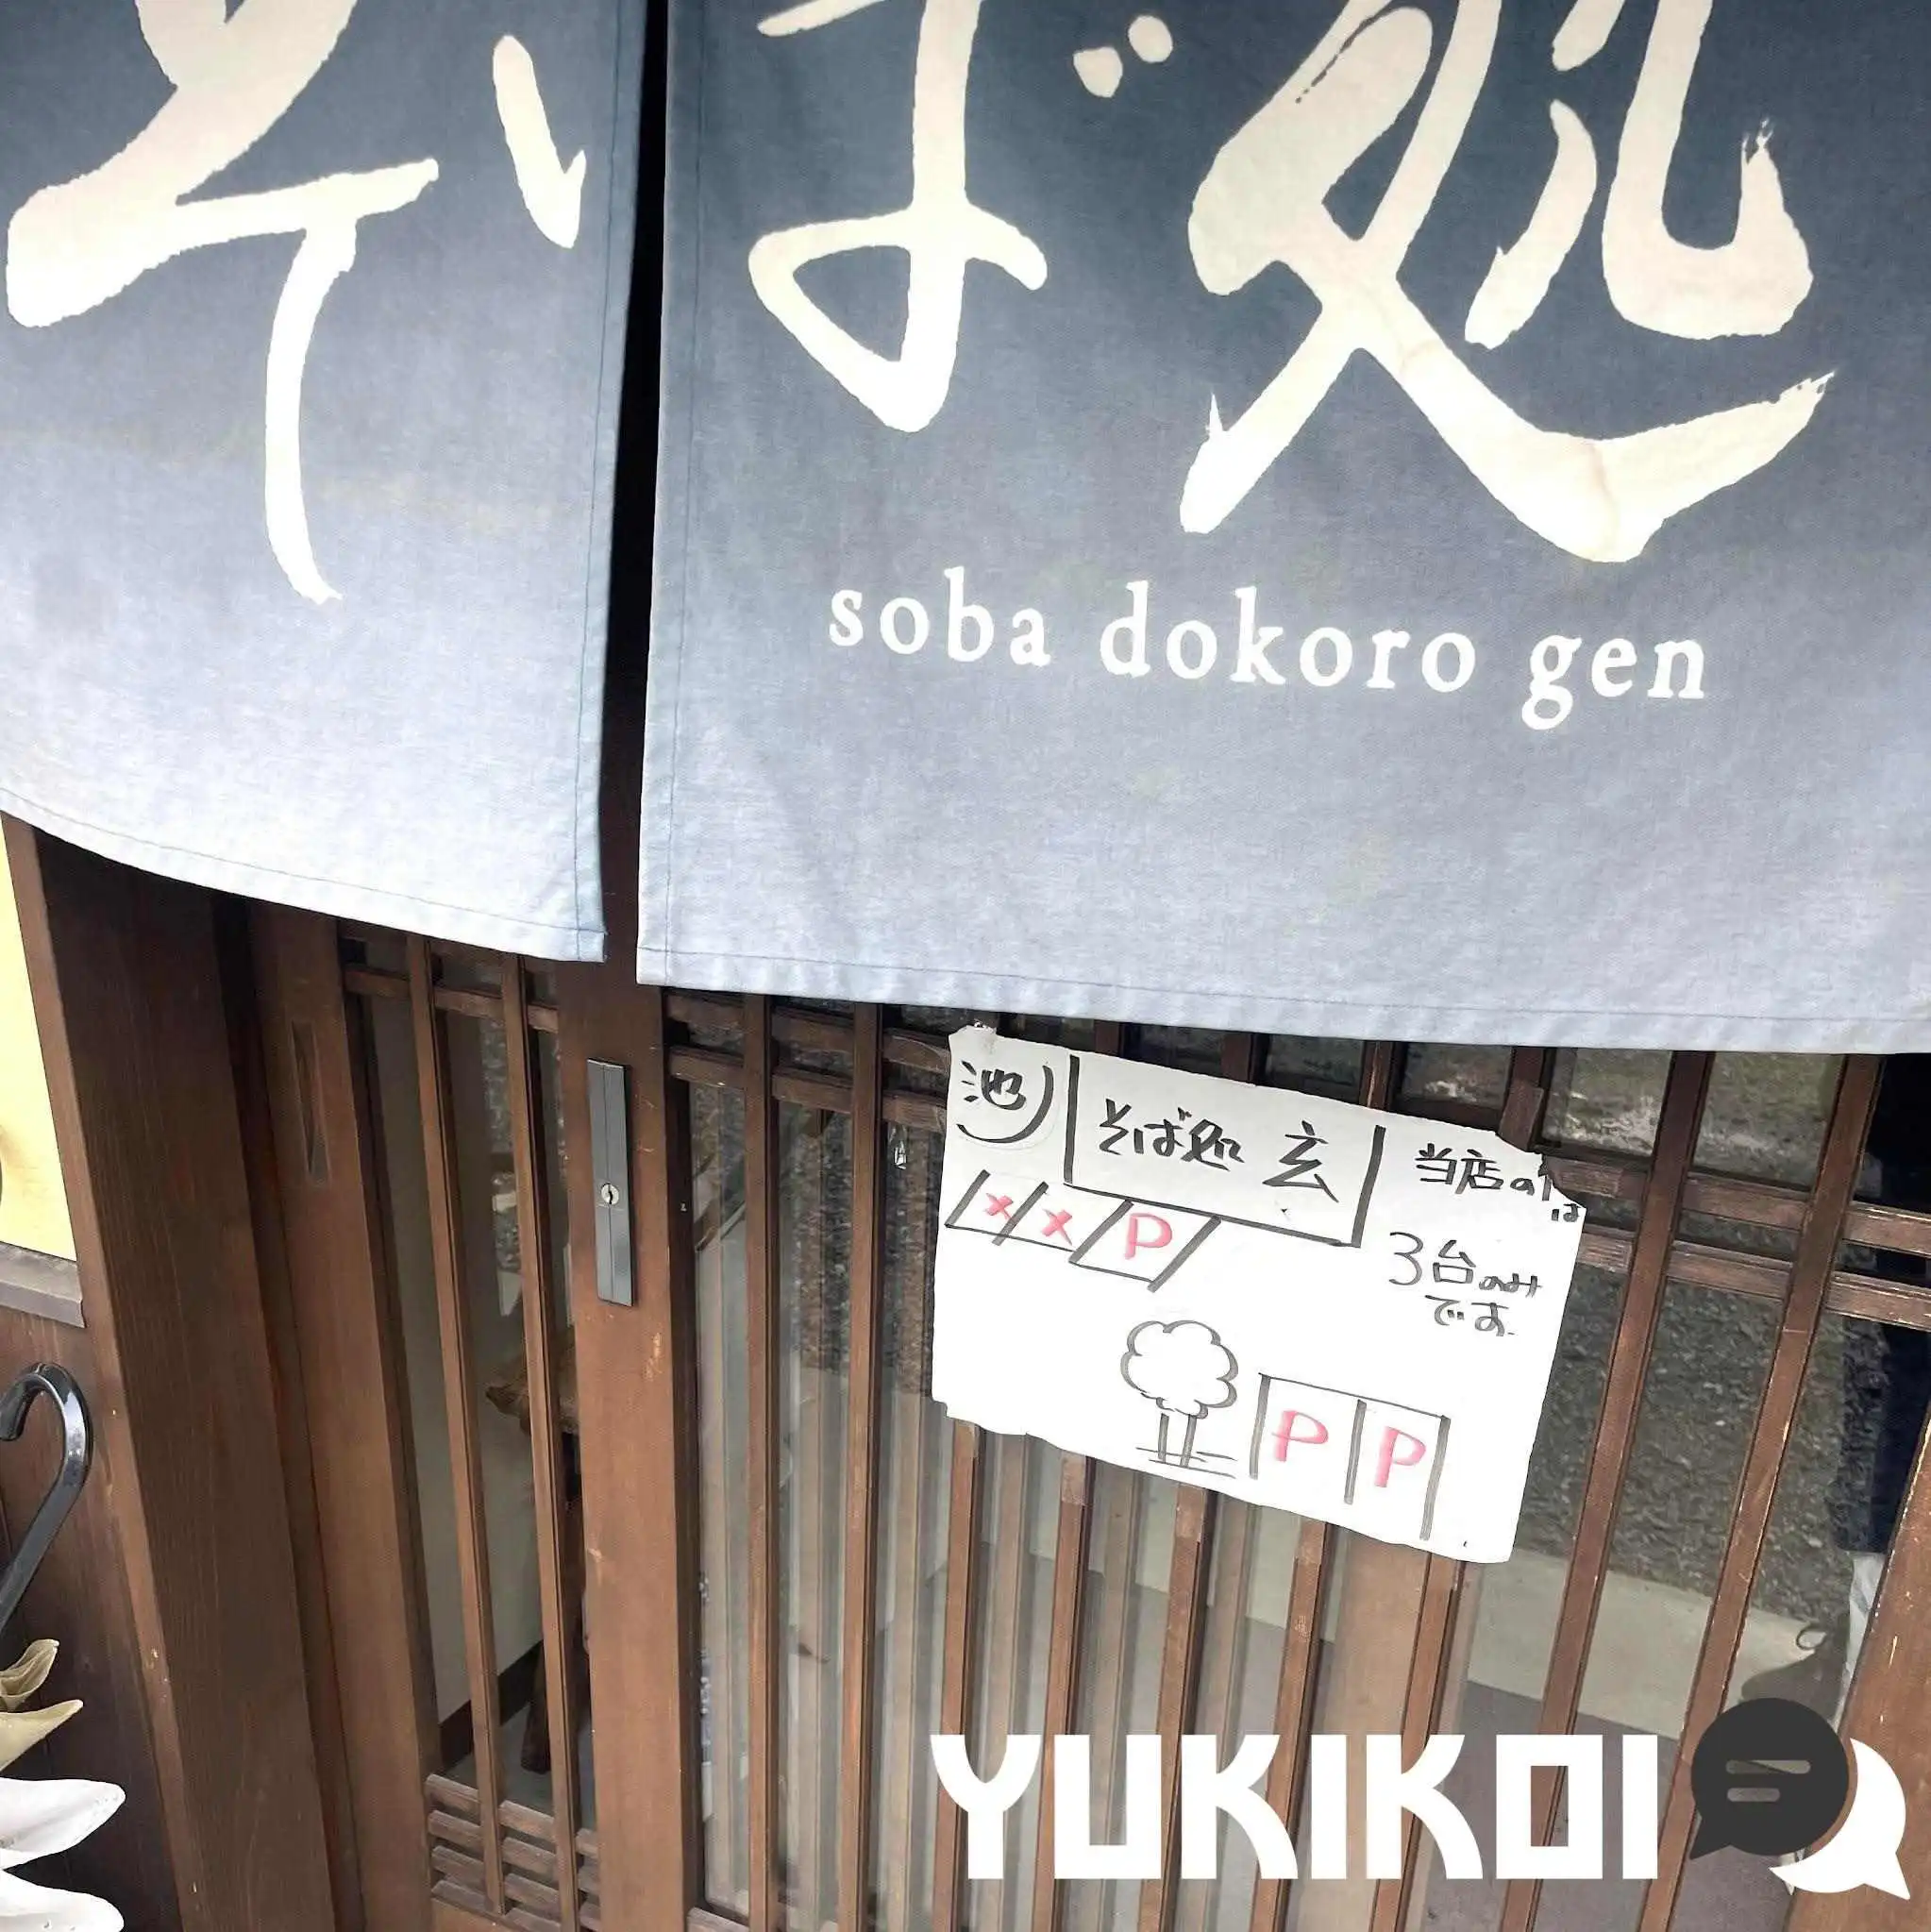 そば処
soba dokoro gen
池
そば処 玄
当店の
は
3台のみ
です
x x P
P P
YUKIKOI